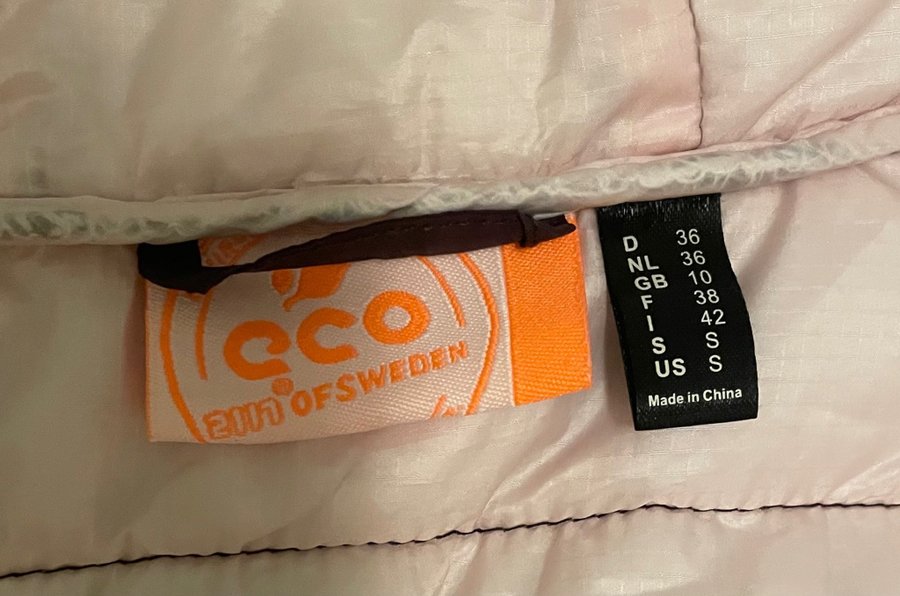 eco
2117 OF SWEDEN
D 36
NL 36
GB 10
F 38
I 42
S S
US S
Made in China